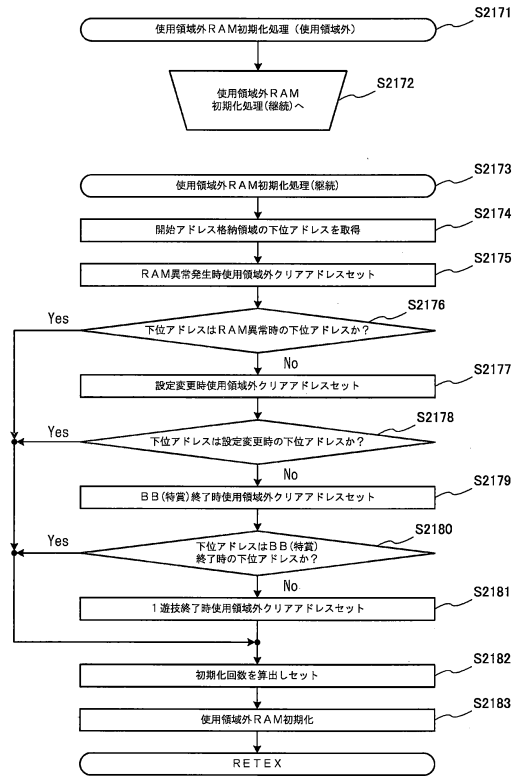 使用領域外ＲＡＭ初期化処理（使用領域外）
S2171
使用領域外ＲＡＭ
初期化処理(継続)へ
S2172
使用領域外ＲＡＭ初期化処理(継続)
S2173
開始アドレス格納領域の下位アドレスを取得
S2174
ＲＡＭ異常発生時使用領域外クリアアドレスセット
S2175
下位アドレスはＲＡＭ異常時の下位アドレスか？
S2176
Yes
No
設定変更時使用領域外クリアアドレスセット
S2177
下位アドレスは設定変更時の下位アドレスか？
S2178
Yes
No
ＢＢ(特賞)終了時使用領域外クリアアドレスセット
S2179
下位アドレスはＢＢ(特賞)
終了時の下位アドレスか？
S2180
Yes
No
１遊技終了時使用領域外クリアアドレスセット
S2181
初期化回数を算出しセット
S2182
使用領域外ＲＡＭ初期化
S2183
ＲＥＴＥＸ